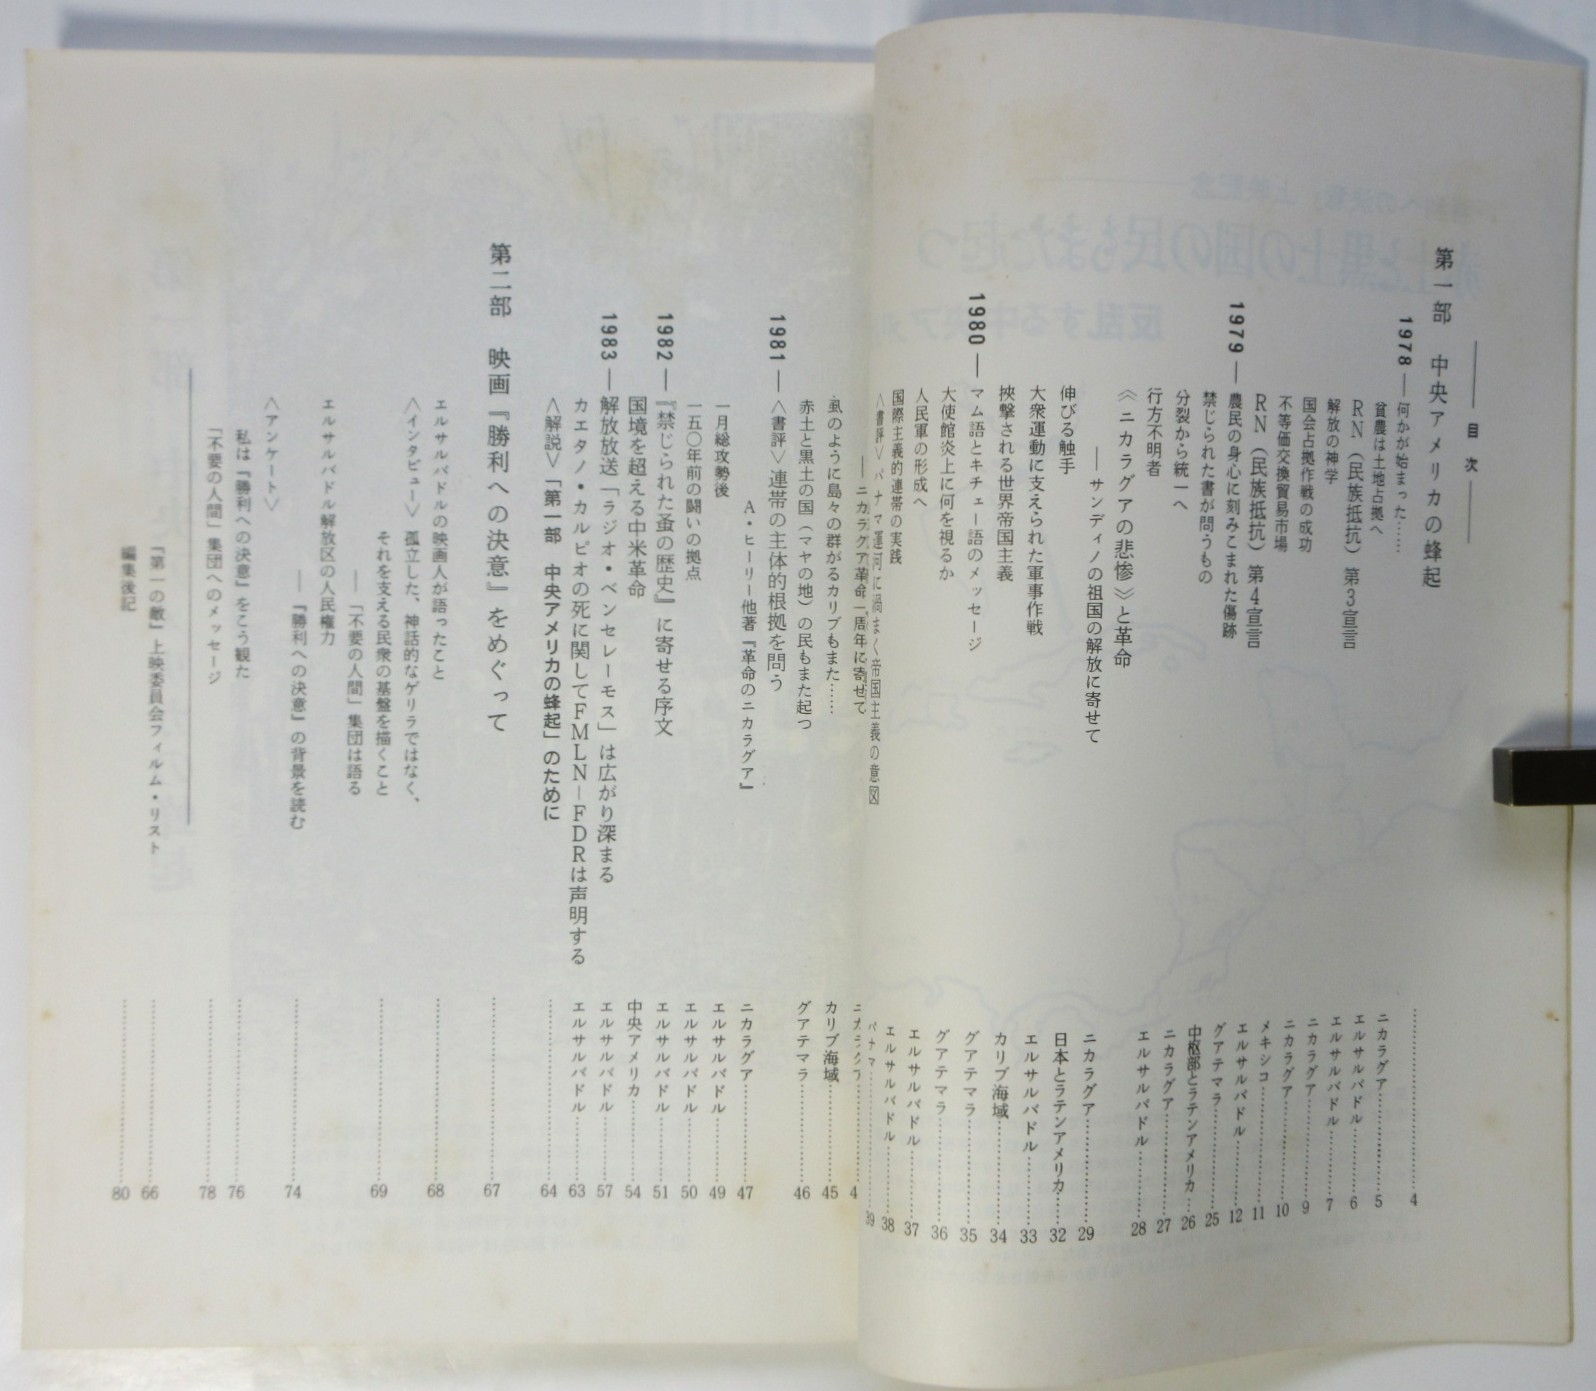 目次
第一部　中央アメリカの蜂起……4
1978—何かが始まった……　ニカラグア……5
貧農は土地占拠へ　エルサルバドル……6
RN（民族抵抗）第3宣言　エルサルバドル……7
解放の神学　ニカラグア……9
国会占拠作戦の成功　ニカラグア……10
不等価交換貿易市場　メキシコ……11
RN（民族抵抗）第4宣言　エルサルバドル……12
1979—農民の身心に刻みこまれた傷跡　グアテマラ……25
禁じられた書が問うもの　中枢部とラテンアメリカ……26
分裂から統一へ　ニカラグア……27
行方不明者　エルサルバドル……28
《ニカラグアの悲惨》と革命
——サンディノの祖国の解放に寄せて　ニカラグア……29
伸びる触手　日本とラテンアメリカ……32
大衆運動に支えられた軍事作戦　エルサルバドル……33
挾撃される世界帝国主義　カリブ海域……34
1980—マム語とキチェー語のメッセージ　グアテマラ……35
大使館炎上に何を視るか　グアテマラ……36
人民軍の形成へ　エルサルバドル……37
国際主義的連帯の実践　エルサルバドル……38
〈書評〉パナマ運河に渦まく帝国主義の意図　パナマ……39
——ニカラグア革命一周年に寄せて　ニカラグア……4
虱のように島々の群がるカリブもまた……　カリブ海域……45
赤土と黒土の国（マヤの地）の民もまた起つ　グアテマラ……46
1981—〈書評〉連帯の主体的根拠を問う
A・ヒーリー他著『革命のニカラグア』　ニカラグア……47
一月総攻勢後　エルサルバドル……49
一五〇年前の闘いの拠点　エルサルバドル……50
1982—『禁じられた蚤の歴史』に寄せる序文　エルサルバドル……51
国境を超える中米革命　中央アメリカ……54
1983—解放放送「ラジオ・ベンセレーモス」は広がり深まる　エルサルバドル……57
カエタノ・カルピオの死に関してFMLN—FDRは声明する　エルサルバドル……63
〈解説〉「第一部　中央アメリカの蜂起」のために……64
第二部　映画『勝利への決意』をめぐって……67
エルサルバドルの映画人が語ったこと……68
〈インタビュー〉孤立した、神話的なゲリラではなく、
それを支える民衆の基盤を描くこと……69
——「不要の人間」集団は語る
エルサルバドル解放区の人民権力
——『勝利への決意』の背景を読む……74
〈アンケート〉
私は『勝利への決意』をこう観た……76
「不要の人間」集団へのメッセージ……78
『第一の敵』上映委員会フィルム・リスト……66
編集後記……80